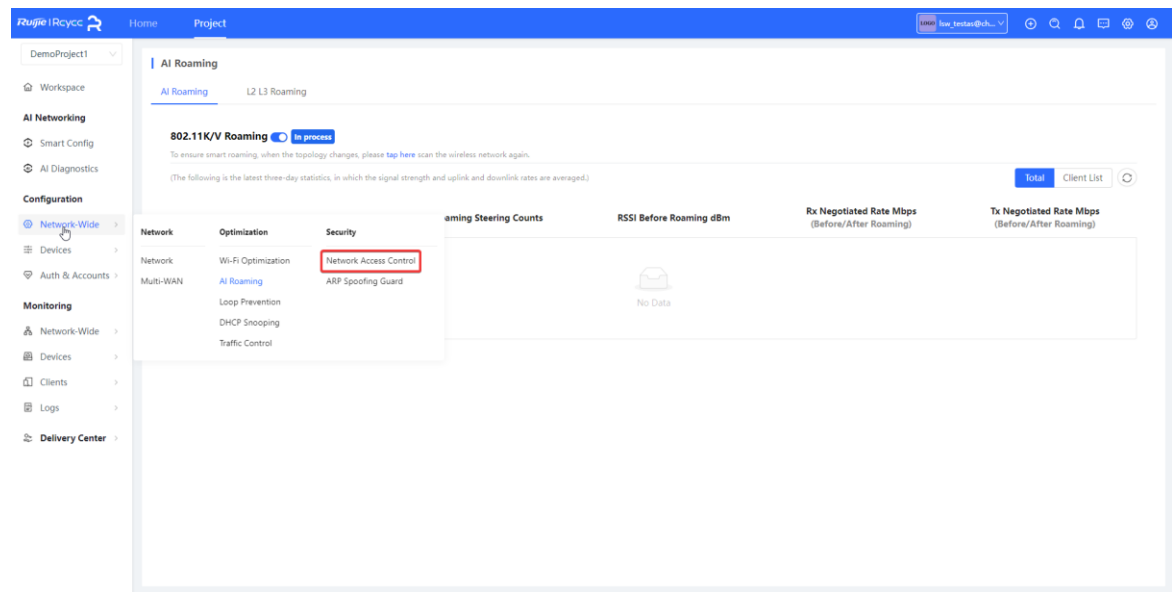 Ruijie | Rcycc
Home
Project
LOGO lsw_testas@ch...
DemoProject1
Workspace
AI Networking
Smart Config
AI Diagnostics
Configuration
Network-Wide
Devices
Auth & Accounts
Monitoring
Network-Wide
Devices
Clients
Logs
Delivery Center
AI Roaming
AI Roaming
L2 L3 Roaming
802.11K/V Roaming In process
To ensure smart roaming, when the topology changes, please tap here scan the wireless network again.
(The following is the latest three-day statistics, in which the signal strength and uplink and downlink rates are averaged.)
Total
Client List
aming Steering Counts
RSSI Before Roaming dBm
Rx Negotiated Rate Mbps
(Before/After Roaming)
Tx Negotiated Rate Mbps
(Before/After Roaming)
No Data
Network
Network
Multi-WAN
Optimization
Wi-Fi Optimization
AI Roaming
Loop Prevention
DHCP Snooping
Traffic Control
Security
Network Access Control
ARP Spoofing Guard